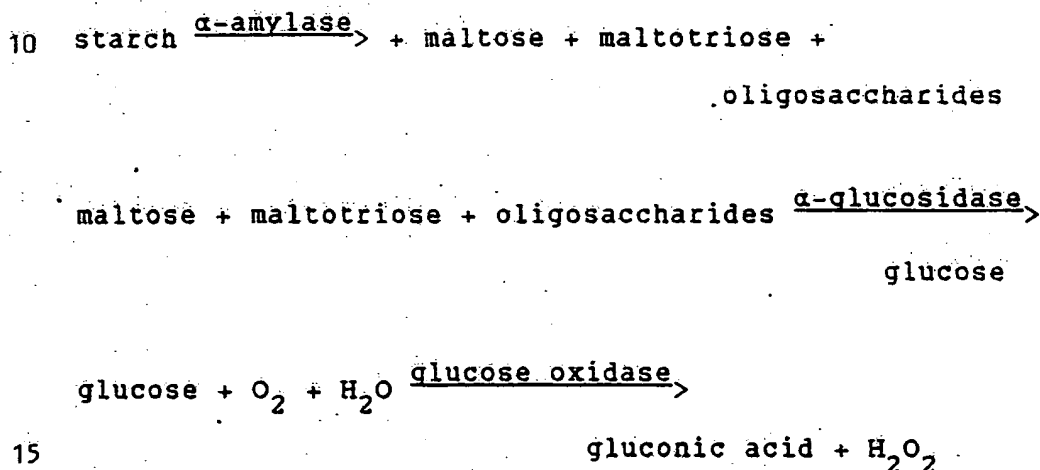 10 starch α-amylase> + maltose + maltotriose +
oligosaccharides
maltose + maltotriose + oligosaccharides α-glucosidase>
glucose
glucose + O2 + H2O glucose oxidase>
15 gluconic acid + H2O2